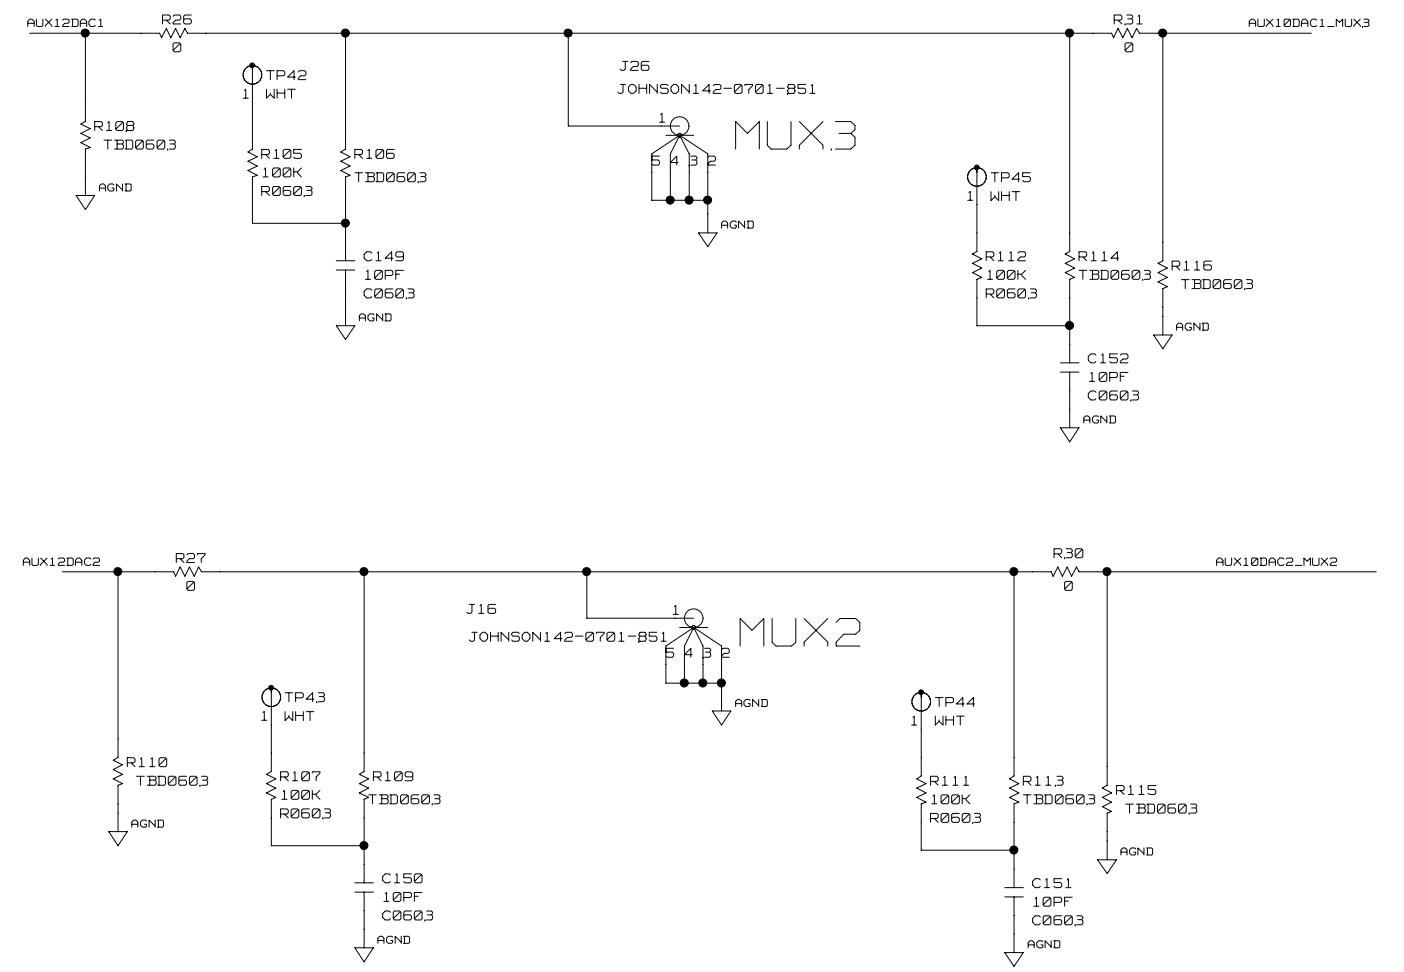 AUX12DAC1
R26
0
R31
0
AUX10DAC1_MUX3
J26
JOHNSON142-0701-851
TP42
1 WHT
1
MUX3
R108
TBD0603
R105
100K
R0603
R106
TBD0603
5 4 3 2
TP45
1 WHT
AGND
AGND
C149
10PF
C0603
R112
100K
R0603
R114
TBD0603
R116
TBD0603
AGND
AGND
C152
10PF
C0603
AGND
AUX12DAC2
R27
0
R30
0
AUX10DAC2_MUX2
J16
JOHNSON142-0701-851
1
MUX2
5 4 3 2
TP43
1 WHT
AGND
TP44
1 WHT
R110
TBD0603
R107
100K
R0603
R109
TBD0603
R111
100K
R0603
R113
TBD0603
R115
TBD0603
AGND
AGND
C150
10PF
C0603
C151
10PF
C0603
AGND
AGND